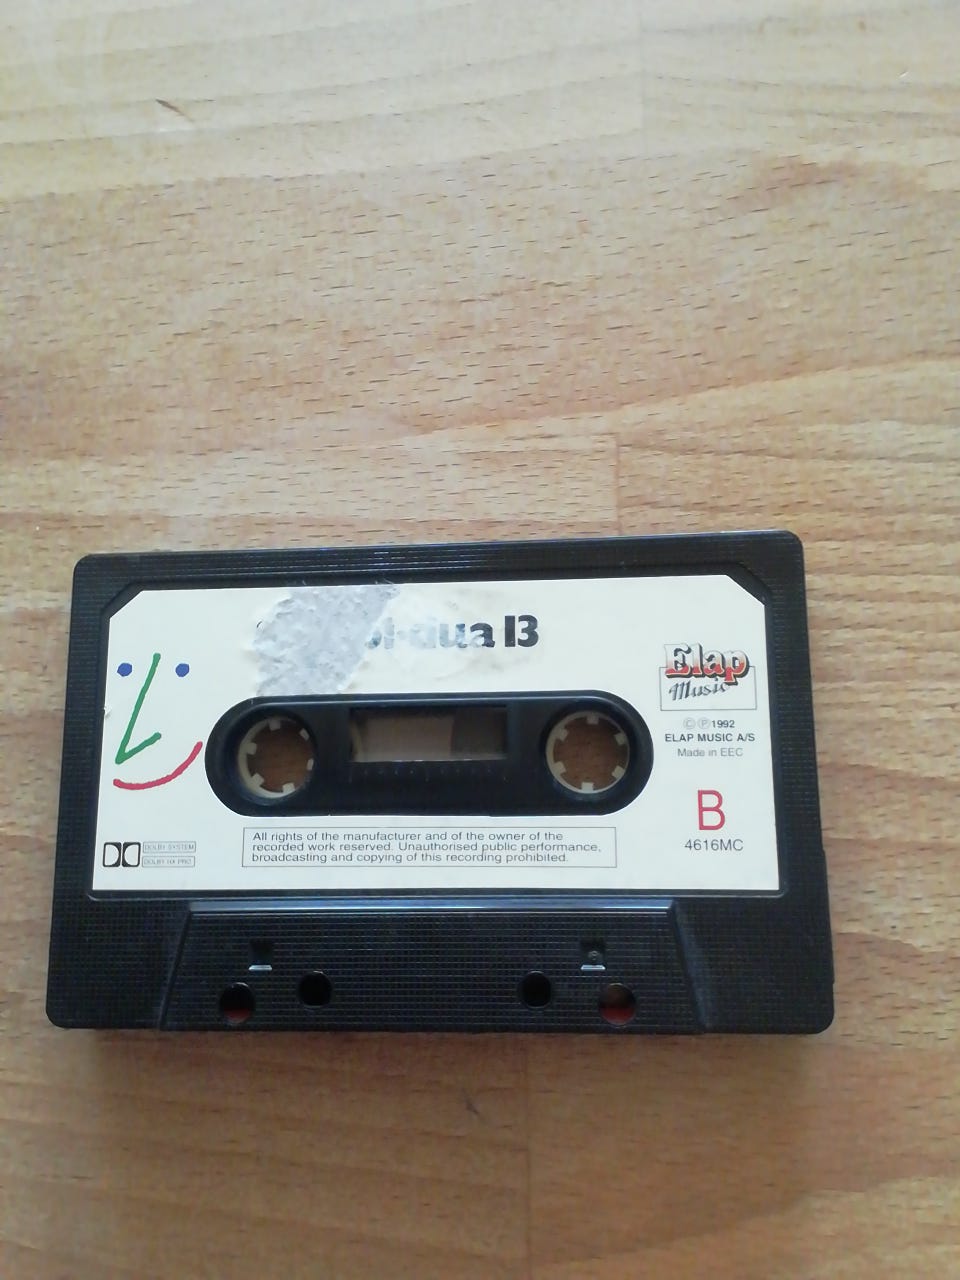 dua 13
Elap
Music
© Ⓟ 1992
ELAP MUSIC A/S
Made in EEC
B
4616MC
All rights of the manufacturer and of the owner of the
recorded work reserved. Unauthorised public performance,
broadcasting and copying of this recording prohibited.
DOLBY SYSTEM
DOLBY HX PRO